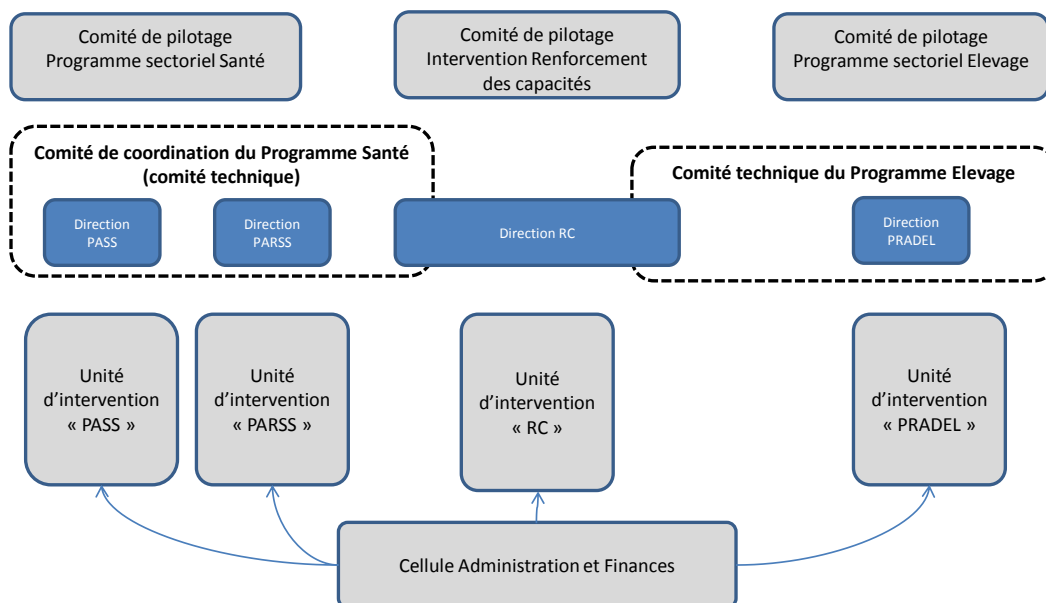 Comité de pilotage
Programme sectoriel Santé
Comité de pilotage
Intervention Renforcement
des capacités
Comité de pilotage
Programme sectoriel Elevage
Comité de coordination du Programme Santé
(comité technique)
Comité technique du Programme Elevage
Direction
PASS
Direction
PARSS
Direction RC
Direction
PRADEL
Unité
d’intervention
« PASS »
Unité
d’intervention
« PARSS »
Unité
d’intervention
« RC »
Unité
d’intervention
« PRADEL »
Cellule Administration et Finances